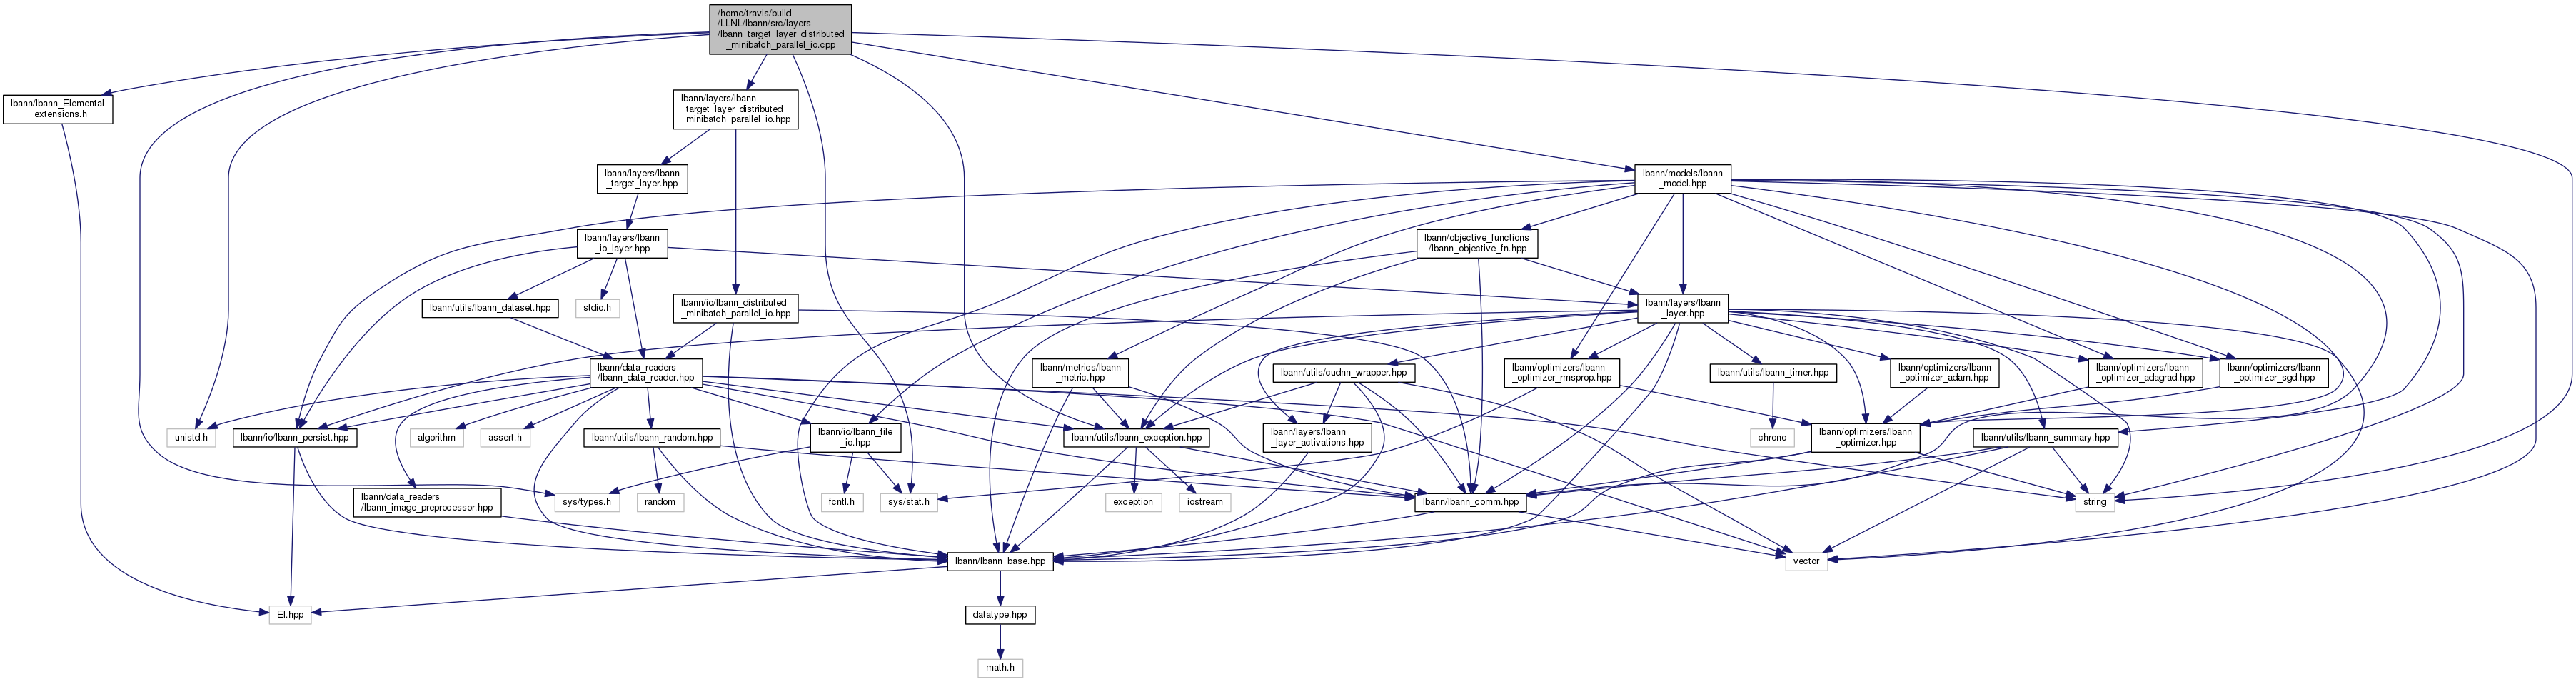 /home/travis/build
/LLNL/lbann/src/layers
/lbann_target_layer_distributed
_minibatch_parallel_io.cpp
lbann/lbann_Elemental
_extensions.h
lbann/layers/lbann
_target_layer_distributed
_minibatch_parallel_io.hpp
lbann/layers/lbann
_target_layer.hpp
lbann/models/lbann
_model.hpp
lbann/layers/lbann
_io_layer.hpp
lbann/objective_functions
/lbann_objective_fn.hpp
lbann/utils/lbann_dataset.hpp
stdio.h
lbann/io/lbann_distributed
_minibatch_parallel_io.hpp
lbann/layers/lbann
_layer.hpp
lbann/data_readers
/lbann_data_reader.hpp
lbann/metrics/lbann
_metric.hpp
lbann/utils/cudnn_wrapper.hpp
lbann/optimizers/lbann
_optimizer_rmsprop.hpp
lbann/utils/lbann_timer.hpp
lbann/optimizers/lbann
_optimizer_adam.hpp
lbann/optimizers/lbann
_optimizer_adagrad.hpp
lbann/optimizers/lbann
_optimizer_sgd.hpp
unistd.h
lbann/io/lbann_persist.hpp
algorithm
assert.h
lbann/utils/lbann_random.hpp
lbann/io/lbann_file
_io.hpp
lbann/utils/lbann_exception.hpp
lbann/layers/lbann
_layer_activations.hpp
chrono
lbann/optimizers/lbann
_optimizer.hpp
lbann/utils/lbann_summary.hpp
lbann/data_readers
/lbann_image_preprocessor.hpp
sys/types.h
random
fcntl.h
sys/stat.h
exception
iostream
lbann/lbann_comm.hpp
string
lbann/lbann_base.hpp
vector
El.hpp
datatype.hpp
math.h